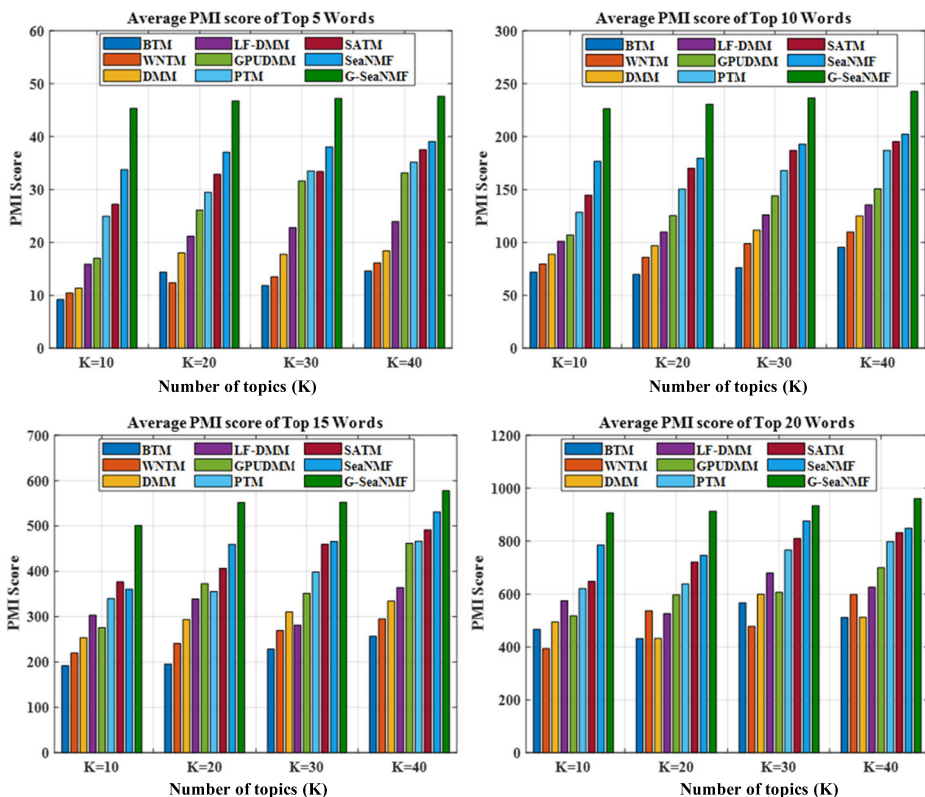 Average PMI score of Top 5 Words
60
50
40
30
20
10
0
PMI Score
BTM LF-DMM SATM
WNTM GPUDMM SeaNMF
DMM PTM G-SeaNMF
K=10 K=20 K=30 K=40
Number of topics (K)
Average PMI score of Top 10 Words
300
250
200
150
100
50
0
PMI Score
BTM LF-DMM SATM
WNTM GPUDMM SeaNMF
DMM PTM G-SeaNMF
K=10 K=20 K=30 K=40
Number of topics (K)
Average PMI score of Top 15 Words
700
600
500
400
300
200
100
0
PMI Score
BTM LF-DMM SATM
WNTM GPUDMM SeaNMF
DMM PTM G-SeaNMF
K=10 K=20 K=30 K=40
Number of topics (K)
Average PMI score of Top 20 Words
1200
1000
800
600
400
200
0
PMI Score
BTM LF-DMM SATM
WNTM GPUDMM SeaNMF
DMM PTM G-SeaNMF
K=10 K=20 K=30 K=40
Number of topics (K)